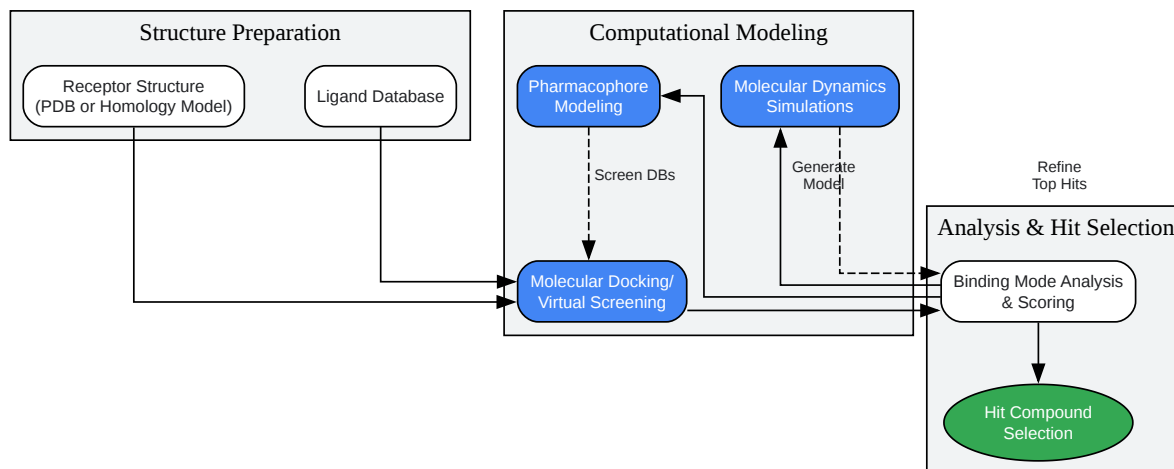 Structure Preparation
Receptor Structure
(PDB or Homology Model)
Ligand Database
Computational Modeling
Pharmacophore
Modeling
Molecular Dynamics
Simulations
Screen DBs
Generate
Model
Molecular Docking/
Virtual Screening
Refine
Top Hits
Analysis & Hit Selection
Binding Mode Analysis
& Scoring
Hit Compound
Selection